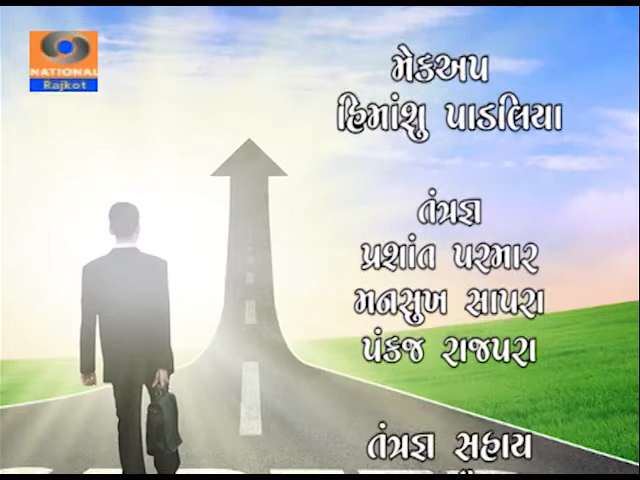 NATIONAL
Rajkot
મેકઅપ
હિમાંશુ પાડલિયા
તંત્રજ્ઞ
પ્રશાંત પરમાર
મનસુખ સાપરા
પંકજ રાજપરા
તંત્રજ્ઞ સહાય